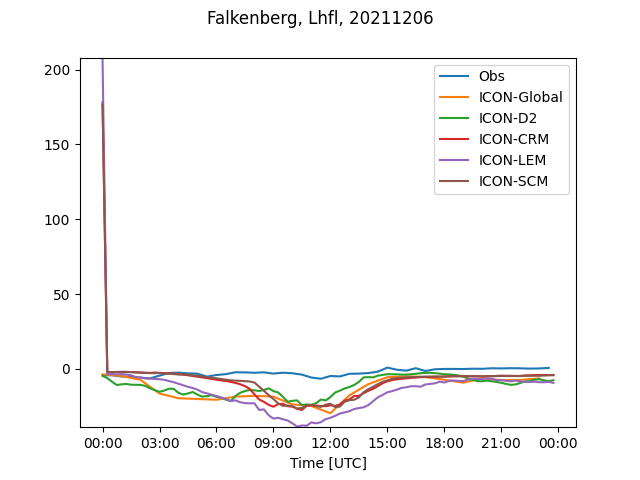 Falkenberg, Lhfl, 20211206
200
150
100
50
0
Obs
ICON-Global
ICON-D2
ICON-CRM
ICON-LEM
ICON-SCM
00:00 03:00 06:00 09:00 12:00 15:00 18:00 21:00 00:00
Time [UTC]